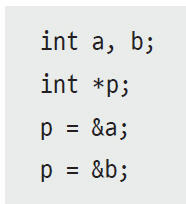 int a, b;
int *p;
p = &a;
p = &b;